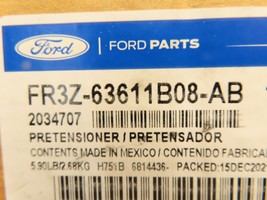 Ford
FORD PARTS
FR3Z-63611B08-AB
2034707
PRETENSIONER / PRETENSADOR
CONTENTS MADE IN MEXICO / CONTENIDO FABRICA
5.90LB/2.68KG H751B 6814436- PACKED:15DEC202